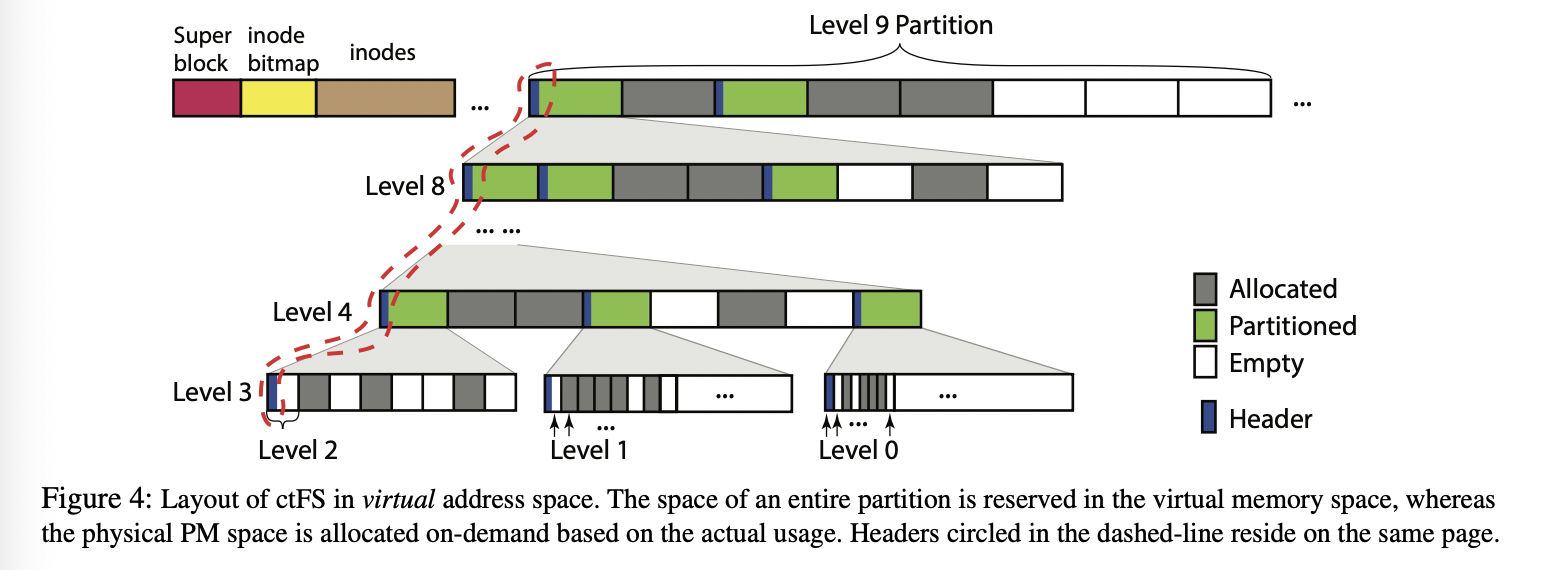 Level 9 Partition
Super
block
inode
bitmap
inodes
...
...
Level 8
... ...
Level 4
Allocated
Partitioned
Empty
Header
Level 3
...
...
Level 2
...
Level 1
...
Level 0
Figure 4: Layout of ctFS in virtual address space. The space of an entire partition is reserved in the virtual memory space, whereas
the physical PM space is allocated on-demand based on the actual usage. Headers circled in the dashed-line reside on the same page.